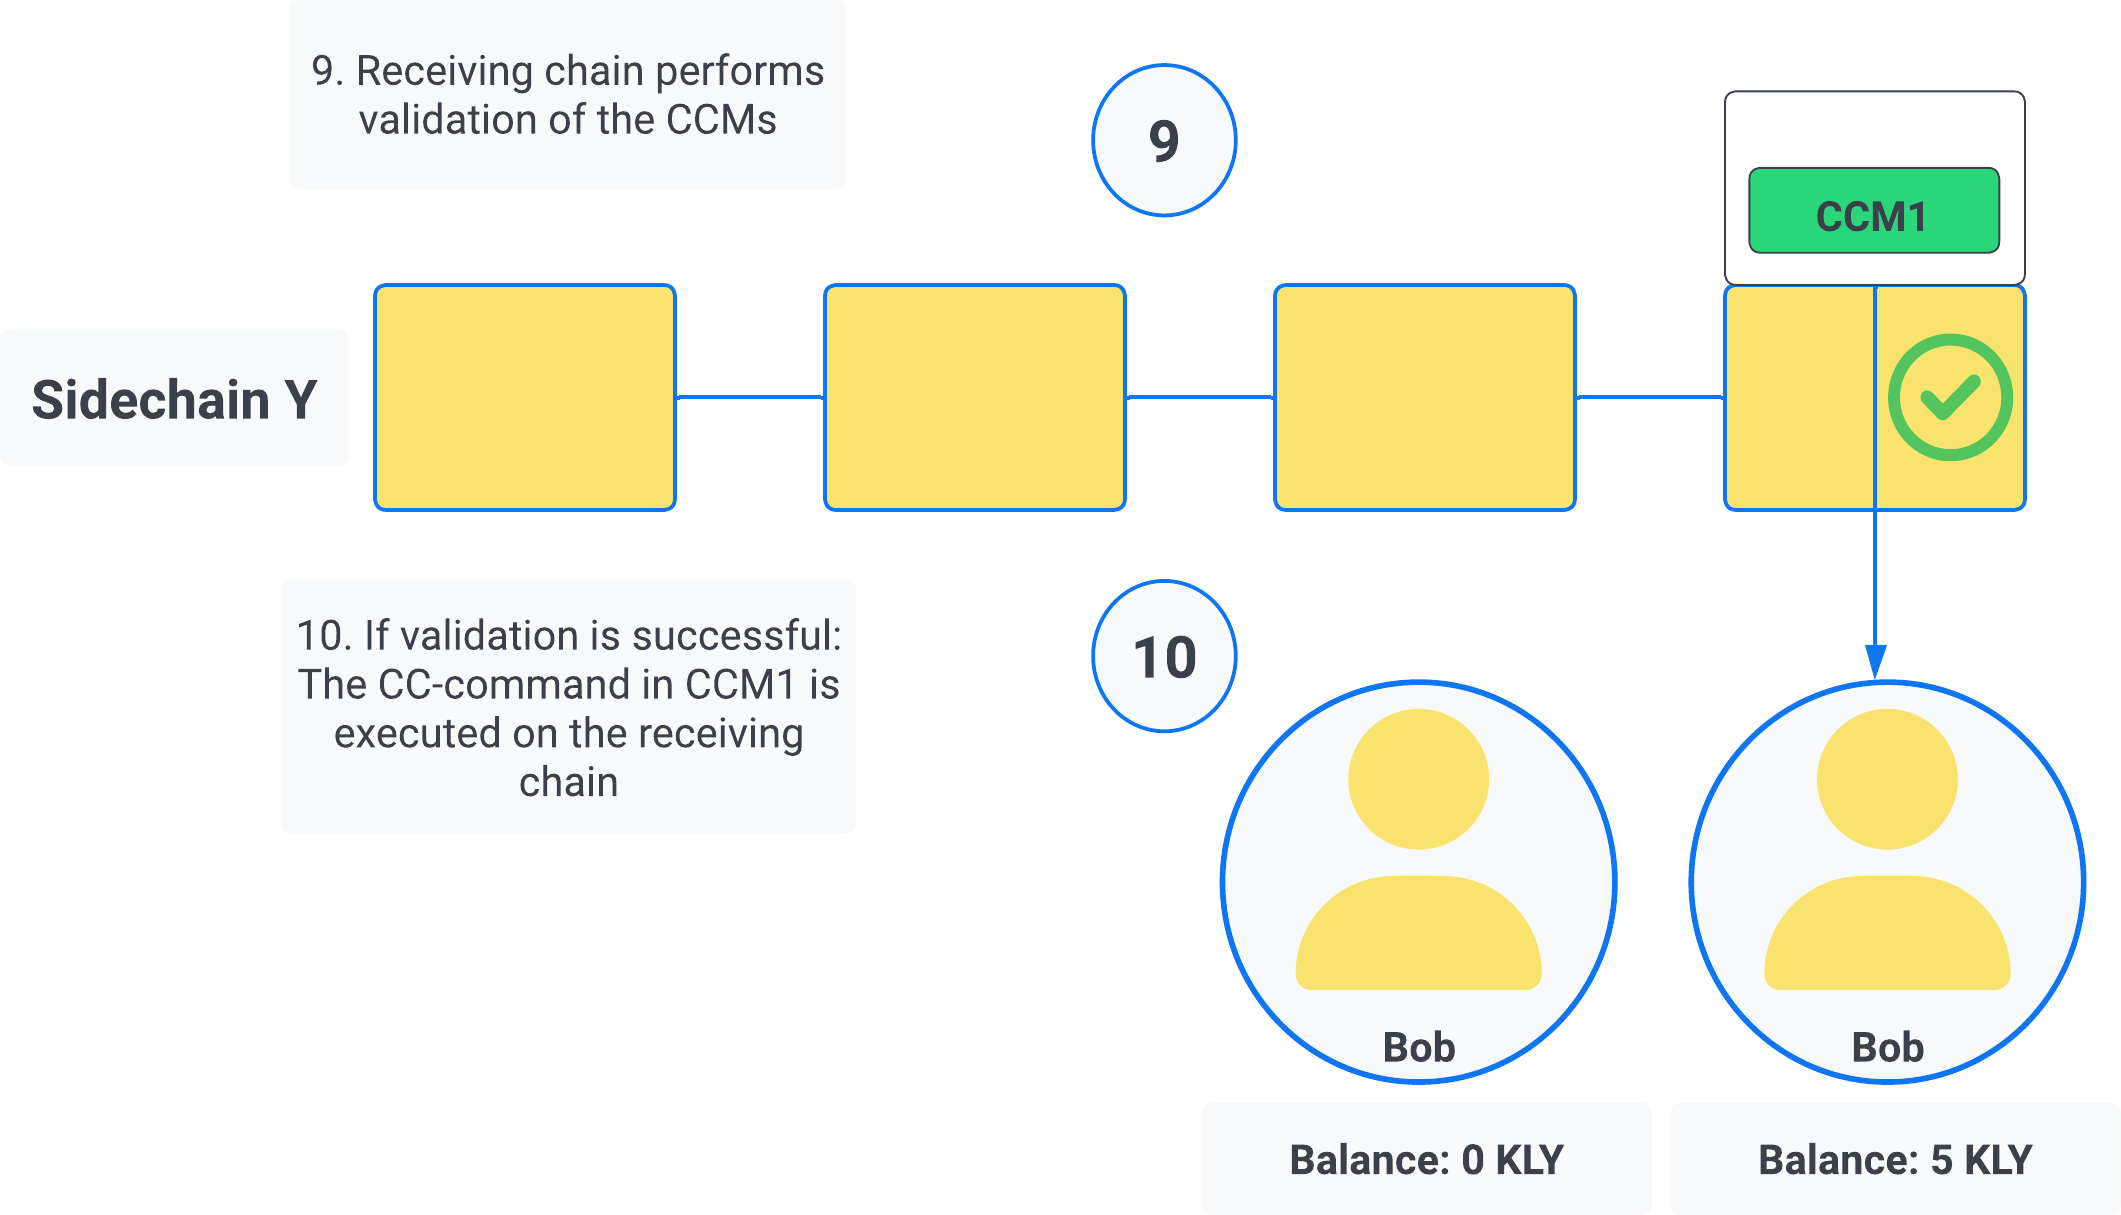 9. Receiving chain performs
validation of the CCMs
9
CCM1
Sidechain Y
10. If validation is successful:
The CC-command in CCM1 is
executed on the receiving
chain
10
Bob
Bob
Balance: 0 KLY
Balance: 5 KLY